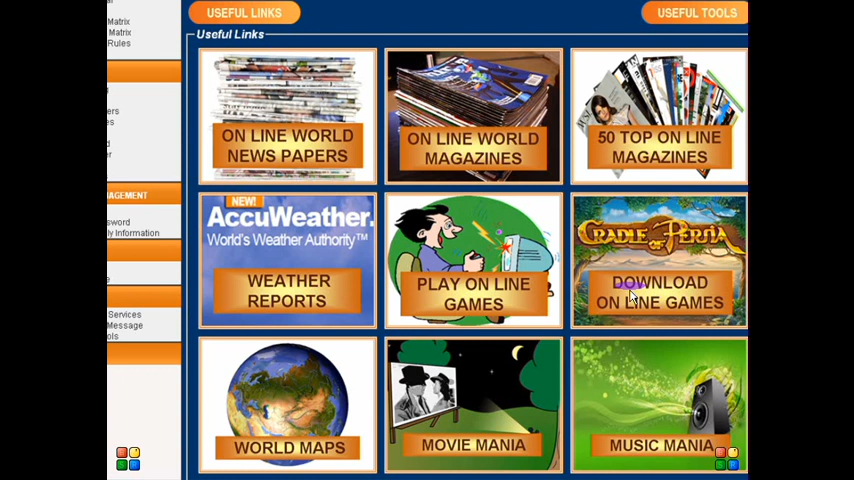 USEFUL LINKS
USEFUL TOOLS
Useful Links
Matrix
Matrix
Rules
ON LINE WORLD
NEWS PAPERS
ON LINE WORLD
MAGAZINES
50 TOP ON LINE
MAGAZINES
NEW!
AccuWeather.
World's Weather Authority™
WEATHER
REPORTS
PLAY ON LINE
GAMES
CRADLE OF PERSIA
DOWNLOAD
ON LINE GAMES
AGEMENT
sword
ly Information
Services
Message
ols
WORLD MAPS
MOVIE MANIA
MUSIC MANIA